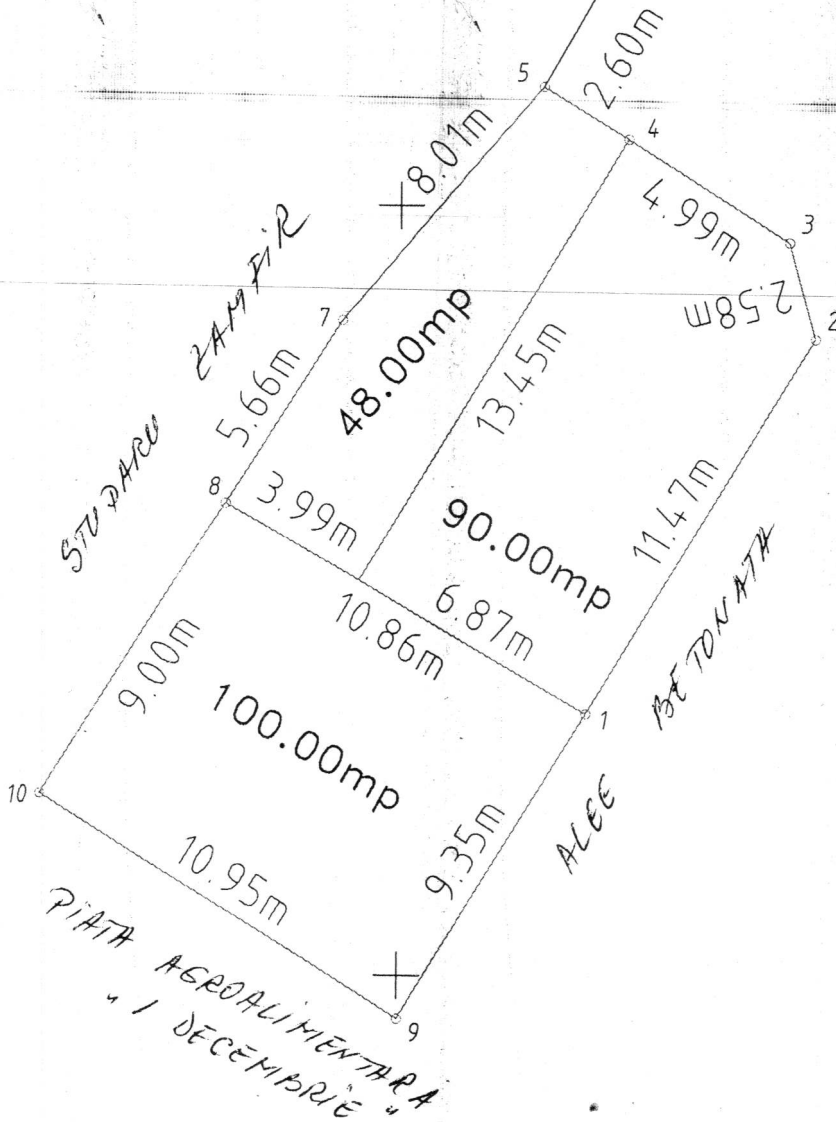 5
2.60m
4
8.01m
4.99m
3
2.58m
2
7
ZAMFIR
48.00mp
13.45m
5.66m
8
3.99m
11.47m
90.00mp
6.87m
10.86m
BETONATA
9.00m
100.00mp
1
10
9.35m
ALEE
10.95m
9
PIATA AGROALIMENTARA
"1 DECEMBRIE"